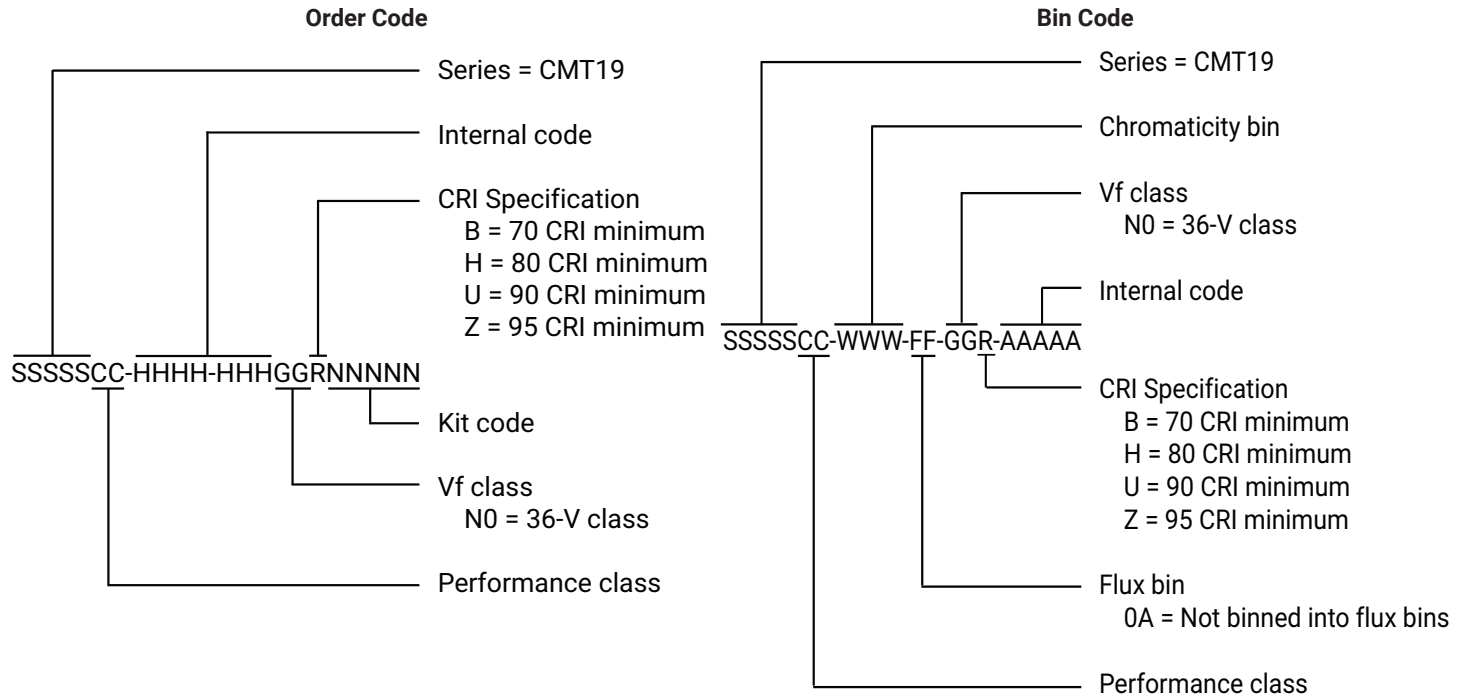 Order Code
Series = CMT19
Internal code
CRI Specification
B = 70 CRI minimum
H = 80 CRI minimum
U = 90 CRI minimum
Z = 95 CRI minimum
SSSSSCC-HHHH-HHHGGRNNNNN
Kit code
Vf class
N0 = 36-V class
Performance class
Bin Code
Series = CMT19
Chromaticity bin
Vf class
N0 = 36-V class
Internal code
SSSSSCC-WWW-FF-GGR-AAAAA
CRI Specification
B = 70 CRI minimum
H = 80 CRI minimum
U = 90 CRI minimum
Z = 95 CRI minimum
Flux bin
0A = Not binned into flux bins
Performance class